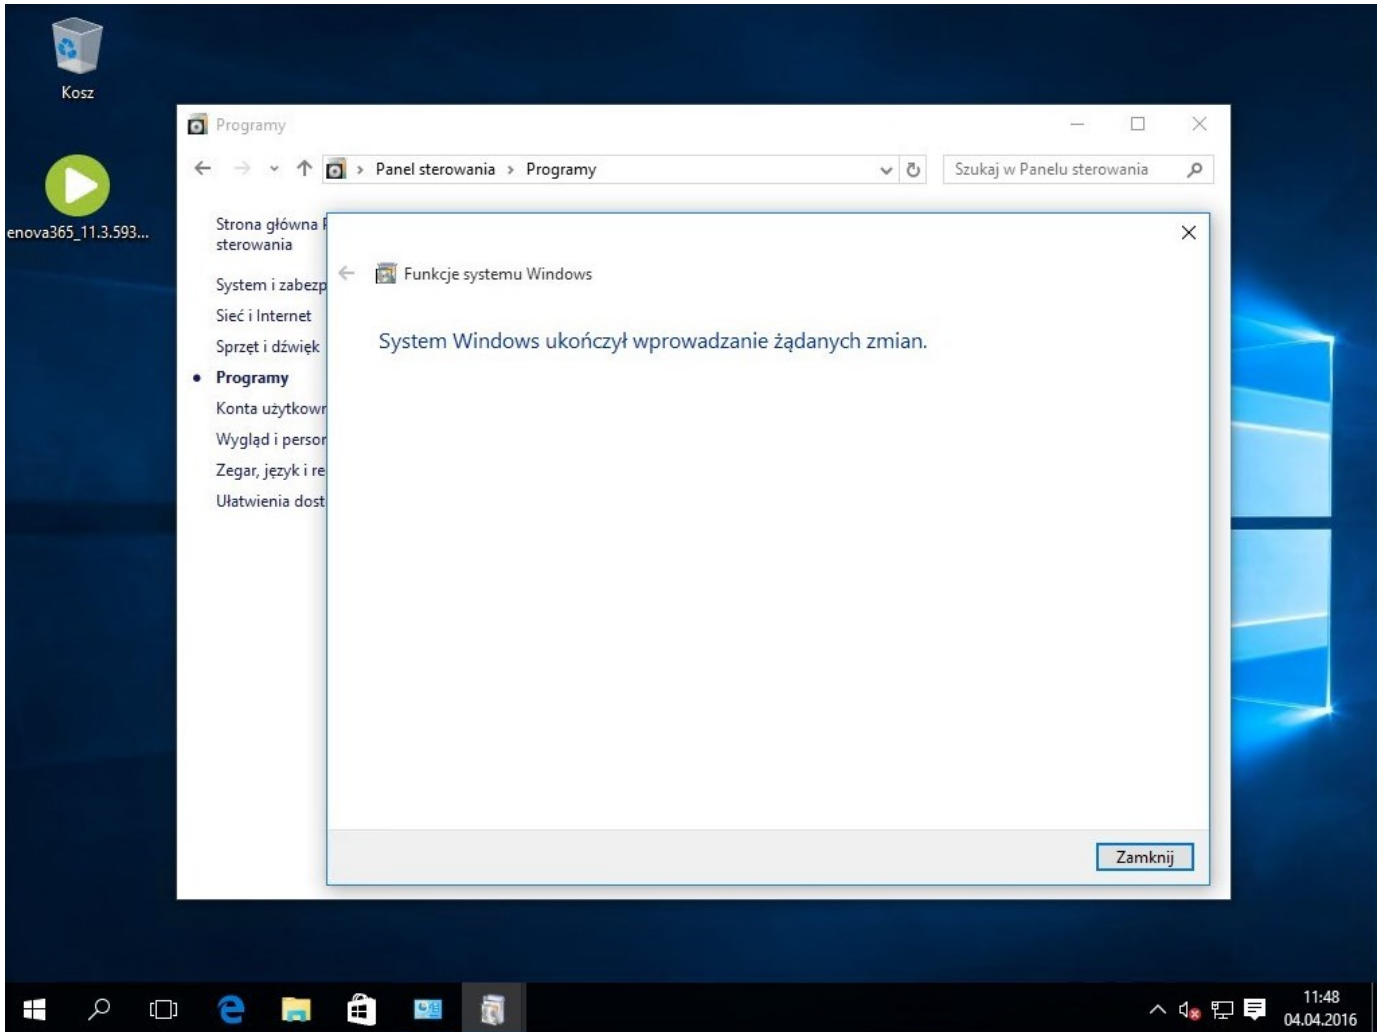 Kosz
enova365_11.3.593...
Programy
Panel sterowania > Programy
Szukaj w Panelu sterowania
Strona główna
sterowania
System i zabezp
Sieć i Internet
Sprzęt i dźwięk
Programy
Konta użytkowr
Wygląd i person
Zegar, język i re
Ułatwienia dost
Funkcje systemu Windows
System Windows ukończył wprowadzanie żądanych zmian.
Zamknij
11:48
04.04.2016